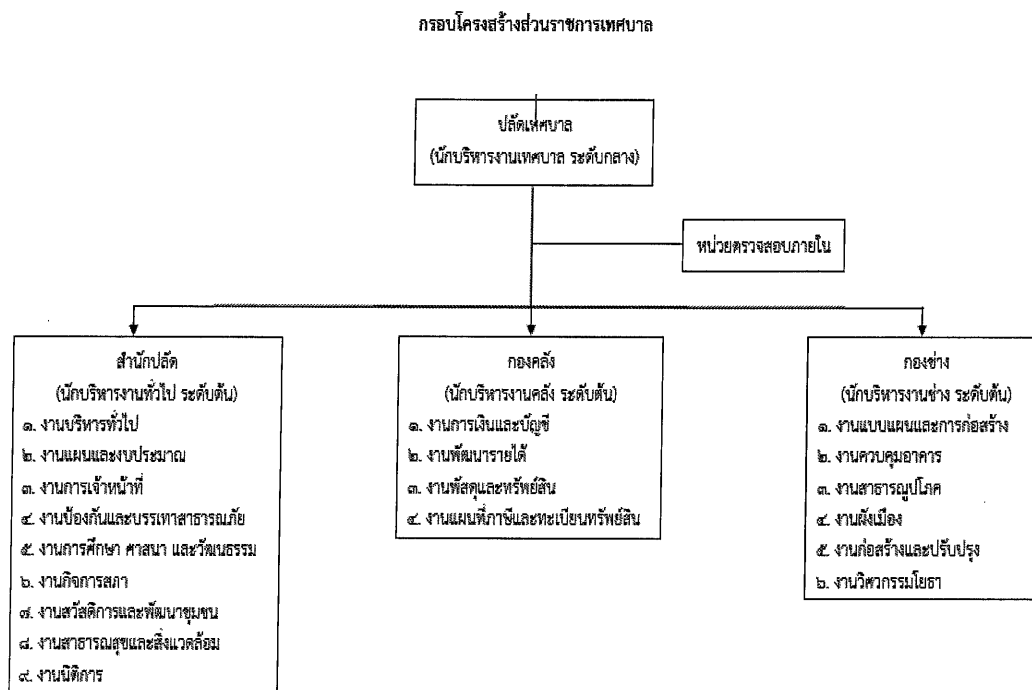 กรอบโครงสร้างส่วนราชการเทศบาล
ปลัดเทศบาล
(นักบริหารงานเทศบาล ระดับกลาง)
หน่วยตรวจสอบภายใน
สำนักปลัด
(นักบริหารงานทั่วไป ระดับต้น)
๑. งานบริหารทั่วไป
๒. งานแผนและงบประมาณ
๓. งานการเจ้าหน้าที่
๔. งานป้องกันและบรรเทาสาธารณภัย
๕. งานการศึกษา ศาสนา และวัฒนธรรม
๖. งานกิจการสภา
๗. งานสวัสดิการและพัฒนาชุมชน
๘. งานสาธารณสุขและสิ่งแวดล้อม
๙. งานนิติการ
กองคลัง
(นักบริหารงานคลัง ระดับต้น)
๑. งานการเงินและบัญชี
๒. งานพัฒนารายได้
๓. งานพัสดุและทรัพย์สิน
๔. งานแผนที่ภาษีและทะเบียนทรัพย์สิน
กองช่าง
(นักบริหารงานช่าง ระดับต้น)
๑. งานแบบแผนและการก่อสร้าง
๒. งานควบคุมอาคาร
๓. งานสาธารณูปโภค
๔. งานผังเมือง
๕. งานก่อสร้างและปรับปรุง
๖. งานวิศวกรรมโยธา